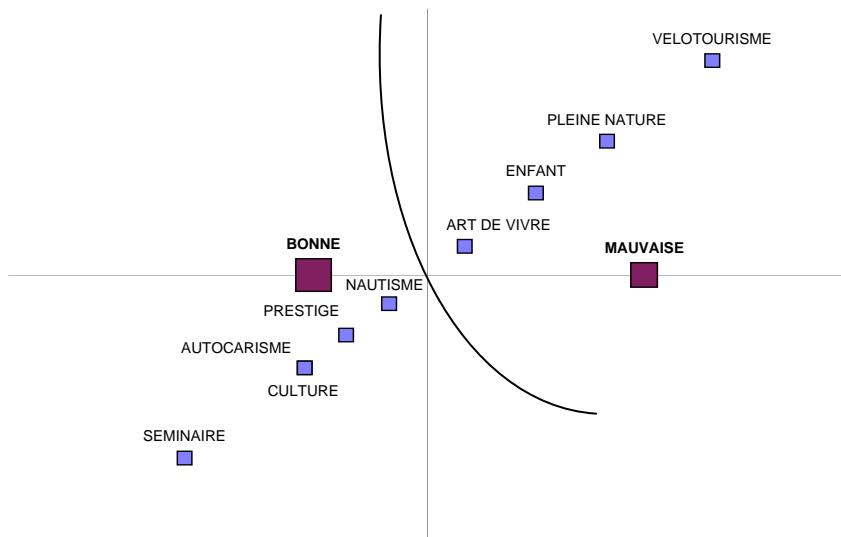 VELOTOURISME
PLEINE NATURE
ENFANT
ART DE VIVRE
BONNE
MAUVAISE
NAUTISME
PRESTIGE
AUTOCARISME
CULTURE
SEMINAIRE